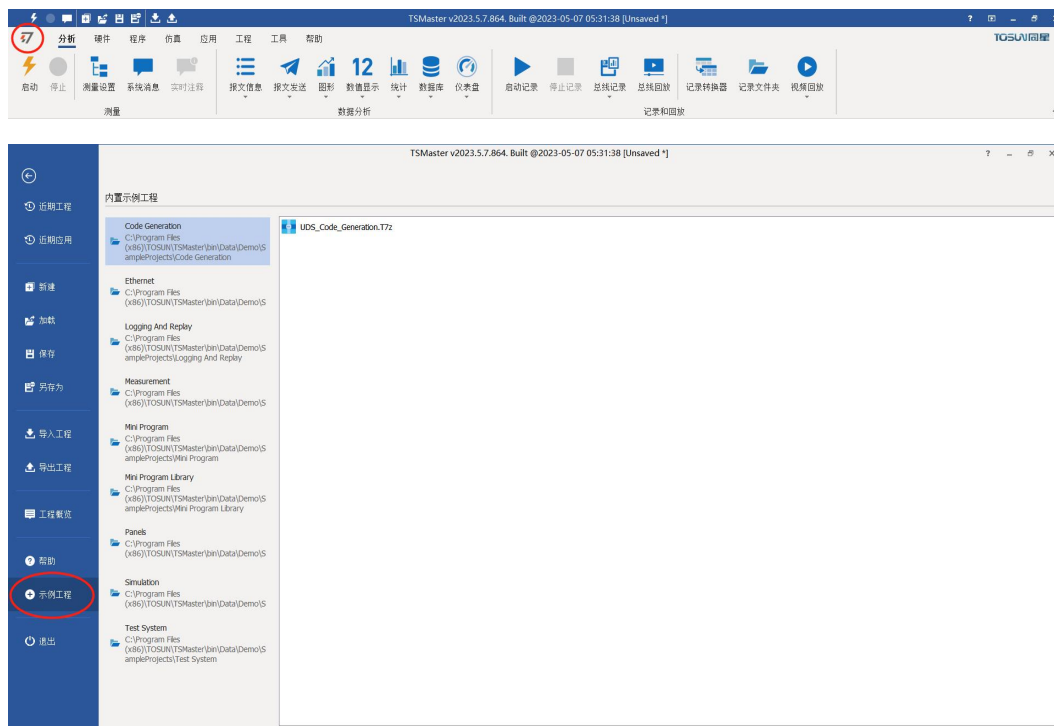 TSMaster v2023.5.7.864. Built @2023-05-07 05:31:38 [Unsaved *]
分析 硬件 程序 仿真 应用 工程 工具 帮助
TOSUN同星
12
启动 停止 测量设置 系统消息 实时注释 报文信息 报文发送 图形 数值显示 统计 数据库 仪表盘 启动记录 停止记录 总线记录 总线回放 记录转换器 记录文件夹 视频回放
测量 数据分析 记录和回放
TSMaster v2023.5.7.864. Built @2023-05-07 05:31:38 [Unsaved *]
近期工程
近期应用
新建
加载
保存
另存为
导入工程
导出工程
工程概览
帮助
示例工程
退出
内置示例工程
Code Generation
C:\Program Files
(x86)\TOSUN\TSMaster\bin\Data\Demo\S
ampleProjects\Code Generation
Ethernet
C:\Program Files
(x86)\TOSUN\TSMaster\bin\Data\Demo\S
Logging And Replay
C:\Program Files
(x86)\TOSUN\TSMaster\bin\Data\Demo\S
ampleProjects\Logging And Replay
Measurement
C:\Program Files
(x86)\TOSUN\TSMaster\bin\Data\Demo\S
Mini Program
C:\Program Files
(x86)\TOSUN\TSMaster\bin\Data\Demo\S
ampleProjects\Mini Program
Mini Program Library
C:\Program Files
(x86)\TOSUN\TSMaster\bin\Data\Demo\S
ampleProjects\Mini Program Library
Panels
C:\Program Files
(x86)\TOSUN\TSMaster\bin\Data\Demo\S
Simulation
C:\Program Files
(x86)\TOSUN\TSMaster\bin\Data\Demo\S
Test System
C:\Program Files
(x86)\TOSUN\TSMaster\bin\Data\Demo\S
ampleProjects\Test System
UDS_Code_Generation.T7z